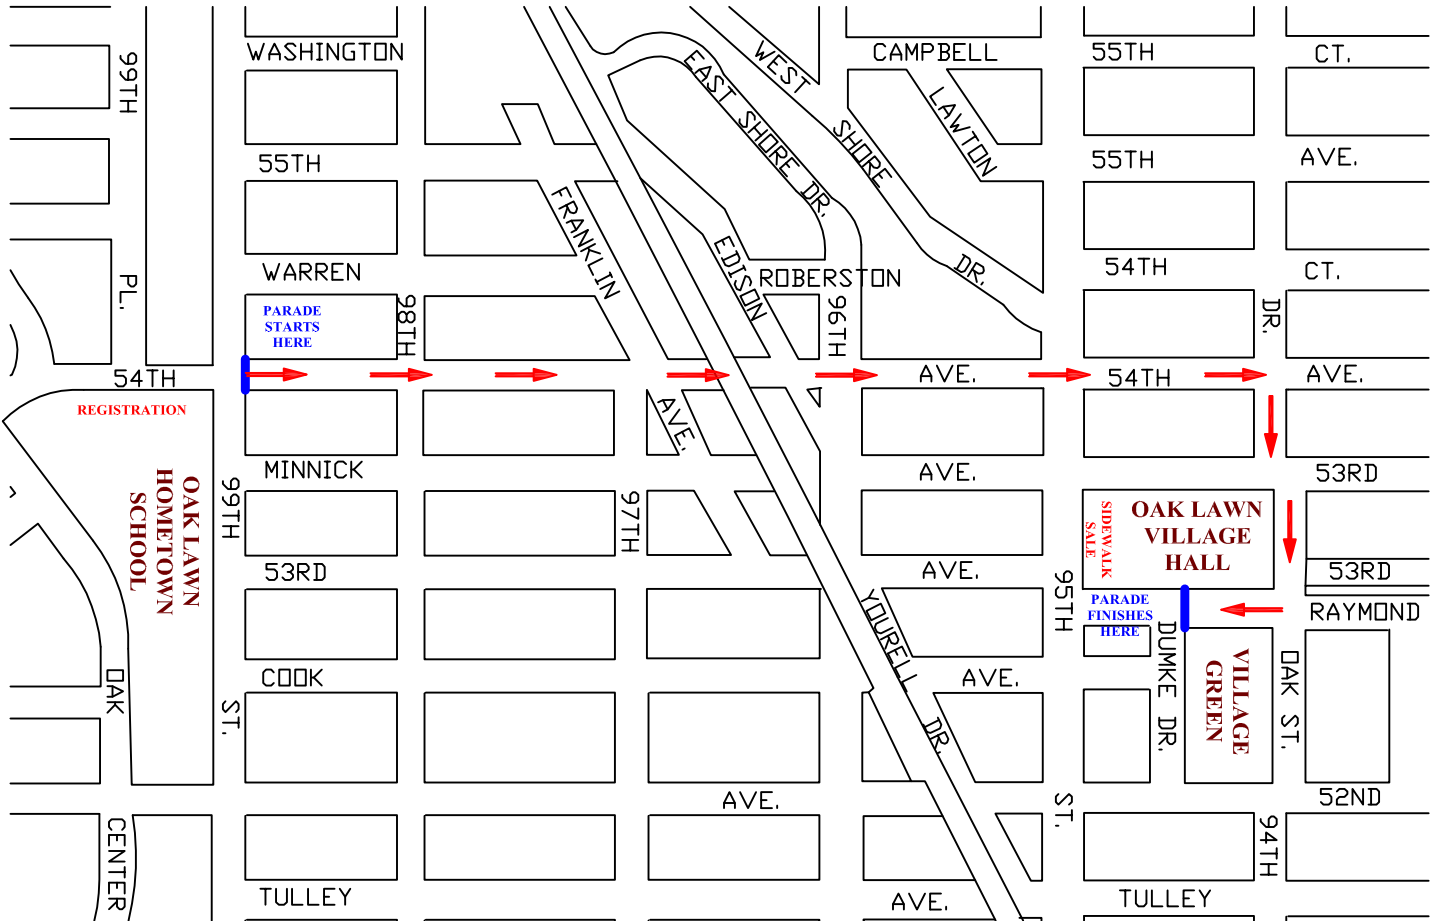 WASHINGTON
CAMPBELL
55TH
CT.
99TH
PL.
WEST
SHORE
DR.
EAST SHORE DR.
LAWTON
55TH
55TH
AVE.
FRANKLIN
AVE.
EDISON
WARREN
ROBERSTON
54TH
CT.
98TH
96TH
DR.
PARADE
STARTS
HERE
54TH
AVE.
54TH
AVE.
REGISTRATION
OAK LAWN
HOMETOWN
SCHOOL
MINNICK
AVE.
53RD
99TH
ST.
97TH
SIDEWALK
SALE
OAK LAWN
VILLAGE
HALL
53RD
AVE.
53RD
95TH
ST.
PARADE
FINISHES
HERE
RAYMOND
YOURELL
DR.
DUMKE DR.
VILLAGE
GREEN
OAK ST.
COOK
AVE.
OAK
CENTER
AVE.
52ND
94TH
TULLEY
AVE.
TULLEY